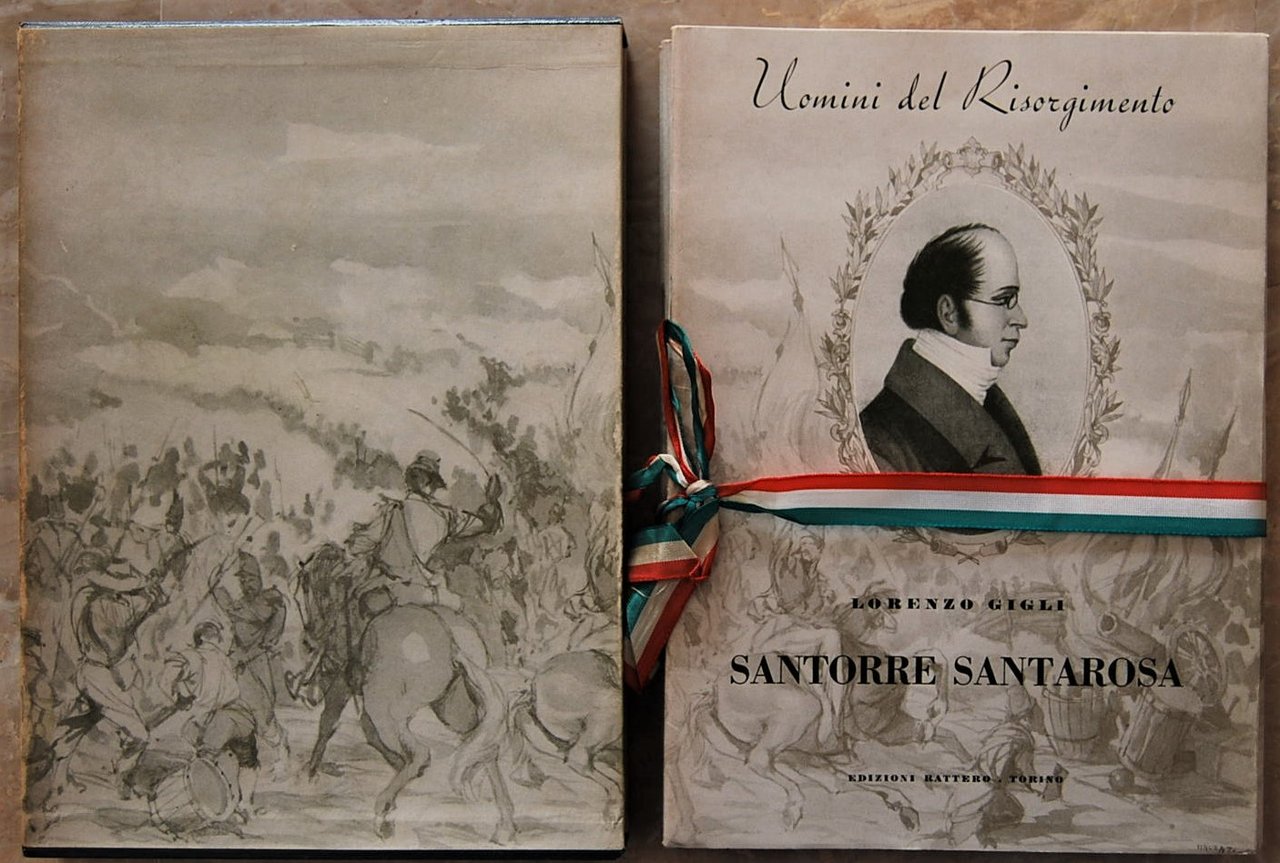 Uomini del Risorgimento
LORENZO GIGLI
SANTORRE SANTAROSA
EDIZIONI RATTERO . TORINO